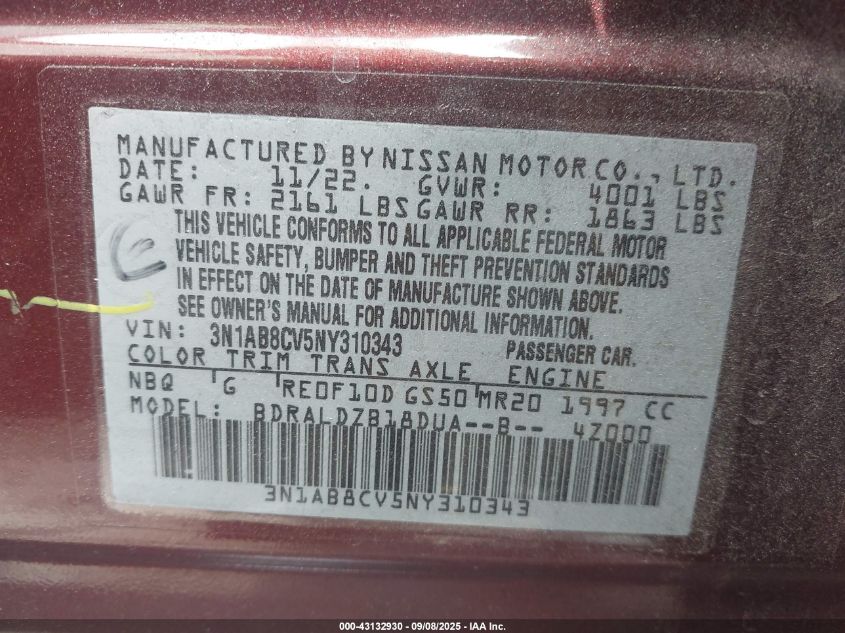 MANUFACTURED BY NISSAN MOTOR CO., LTD.
DATE: 11/22. GVWR: 4001 LBS
GAWR FR: 2161 LBS GAWR RR: 1863 LBS
THIS VEHICLE CONFORMS TO ALL APPLICABLE FEDERAL MOTOR
VEHICLE SAFETY, BUMPER AND THEFT PREVENTION STANDARDS
IN EFFECT ON THE DATE OF MANUFACTURE SHOWN ABOVE.
SEE OWNER'S MANUAL FOR ADDITIONAL INFORMATION.
VIN: 3N1AB8CV5NY310343 PASSENGER CAR.
COLOR TRIM TRANS AXLE ENGINE
NBQ G RE0F10D GS50 MR20 1997 CC
MODEL: BDRALDZB18DUA--B-- 4Z000
3N1AB8CV5NY310343
000-43132930 - 09/08/2025 - IAA Inc.